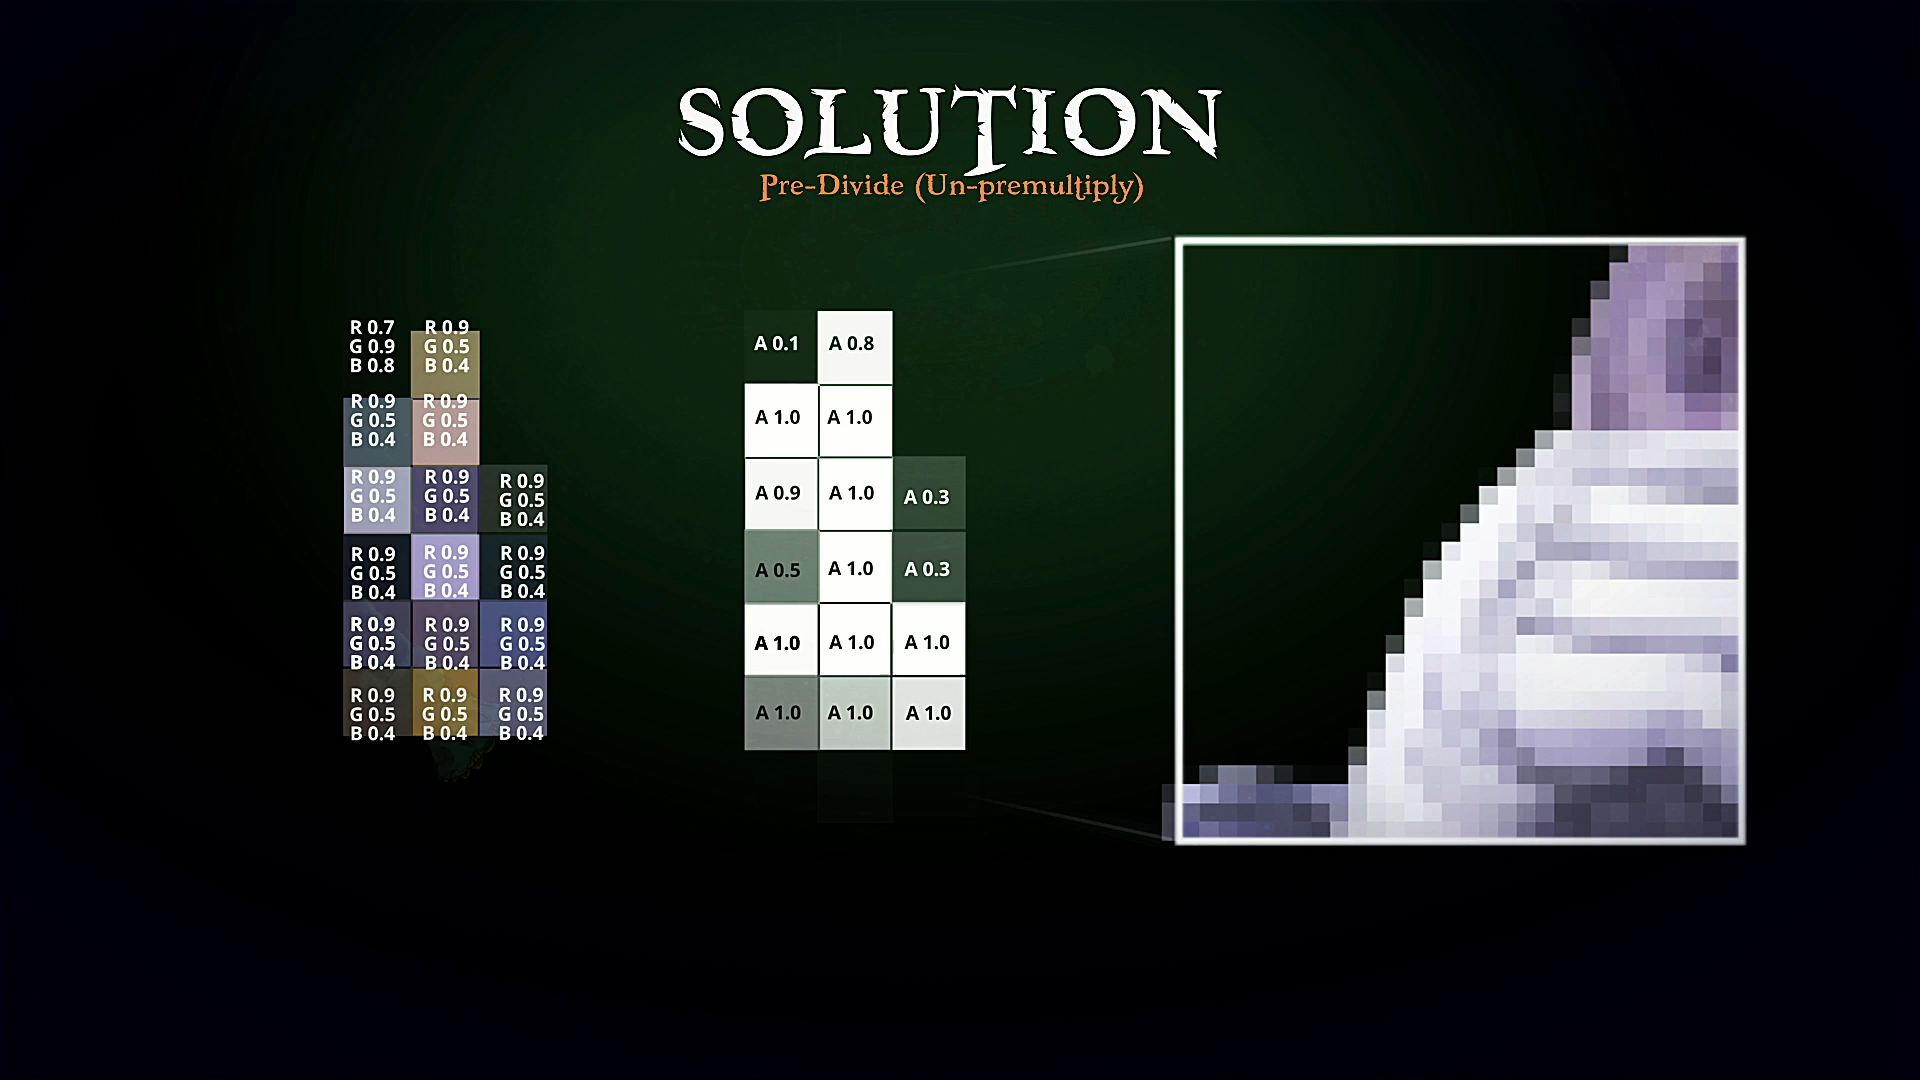 SOLUTION
Pre-Divide (Un-premultiply)
R 0.7 R 0.9
G 0.9 G 0.5
B 0.8 B 0.4
R 0.9 R 0.9
G 0.5 G 0.5
B 0.4 B 0.4
R 0.9 R 0.9 R 0.9
G 0.5 G 0.5 G 0.5
B 0.4 B 0.4 B 0.4
R 0.9 R 0.9 R 0.9
G 0.5 G 0.5 G 0.5
B 0.4 B 0.4 B 0.4
R 0.9 R 0.9 R 0.9
G 0.5 G 0.5 G 0.5
B 0.4 B 0.4 B 0.4
R 0.9 R 0.9 R 0.9
G 0.5 G 0.5 G 0.5
B 0.4 B 0.4 B 0.4
A 0.1 A 0.8
A 1.0 A 1.0
A 0.9 A 1.0 A 0.3
A 0.5 A 1.0 A 0.3
A 1.0 A 1.0 A 1.0
A 1.0 A 1.0 A 1.0